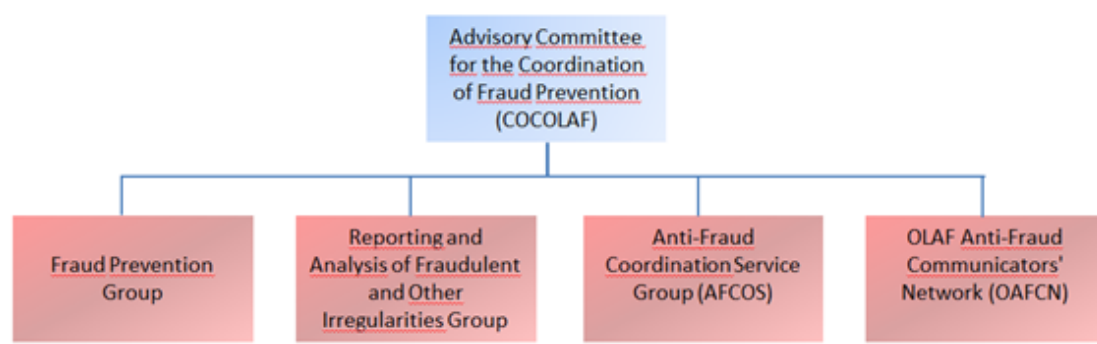 Advisory Committee
for the Coordination
of Fraud Prevention
(COCOLAF)
Fraud Prevention
Group
Reporting and
Analysis of Fraudulent
and Other
Irregularities Group
Anti-Fraud
Coordination Service
Group (AFCOS)
OLAF Anti-Fraud
Communicators'
Network (OAFCN)